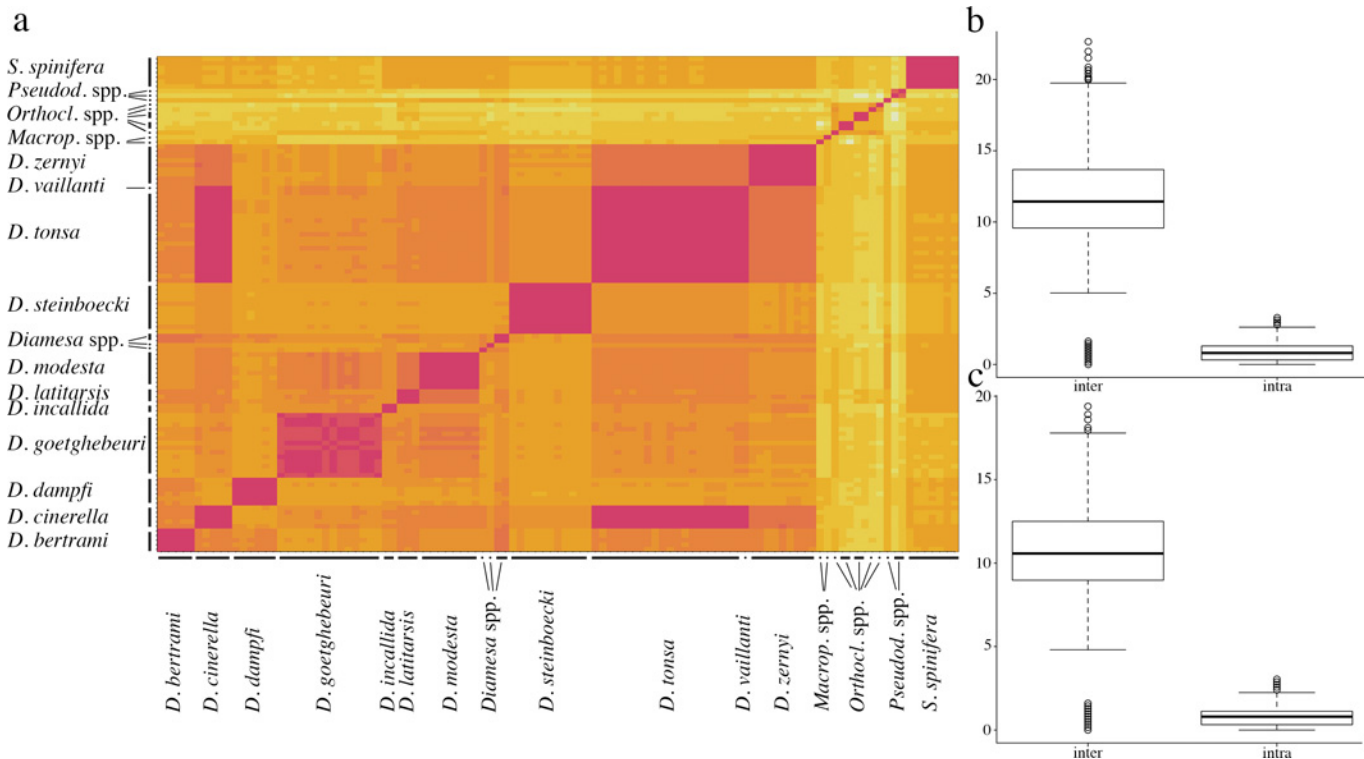 a
S. spinifera
Pseudod. spp.
Orthocl. spp.
Macrop. spp.
D. zernyi
D. vaillanti
D. tonsa
D. steinboecki
Diamesa spp.
D. modesta
D. latitarsis
D. incallida
D. goetghebeuri
D. dampfi
D. cinerella
D. bertrami
D. bertrami
D. cinerella
D. dampfi
D. goetghebeuri
D. incallida
D. latitarsis
D. modesta
Diamesa spp.
D. steinboecki
D. tonsa
D. vaillanti
D. zernyi
Macrop. spp.
Orthocl. spp.
Pseudod. spp.
S. spinifera
b
20
15
10
5
0
inter
intra
c
20
15
10
5
0
inter
intra